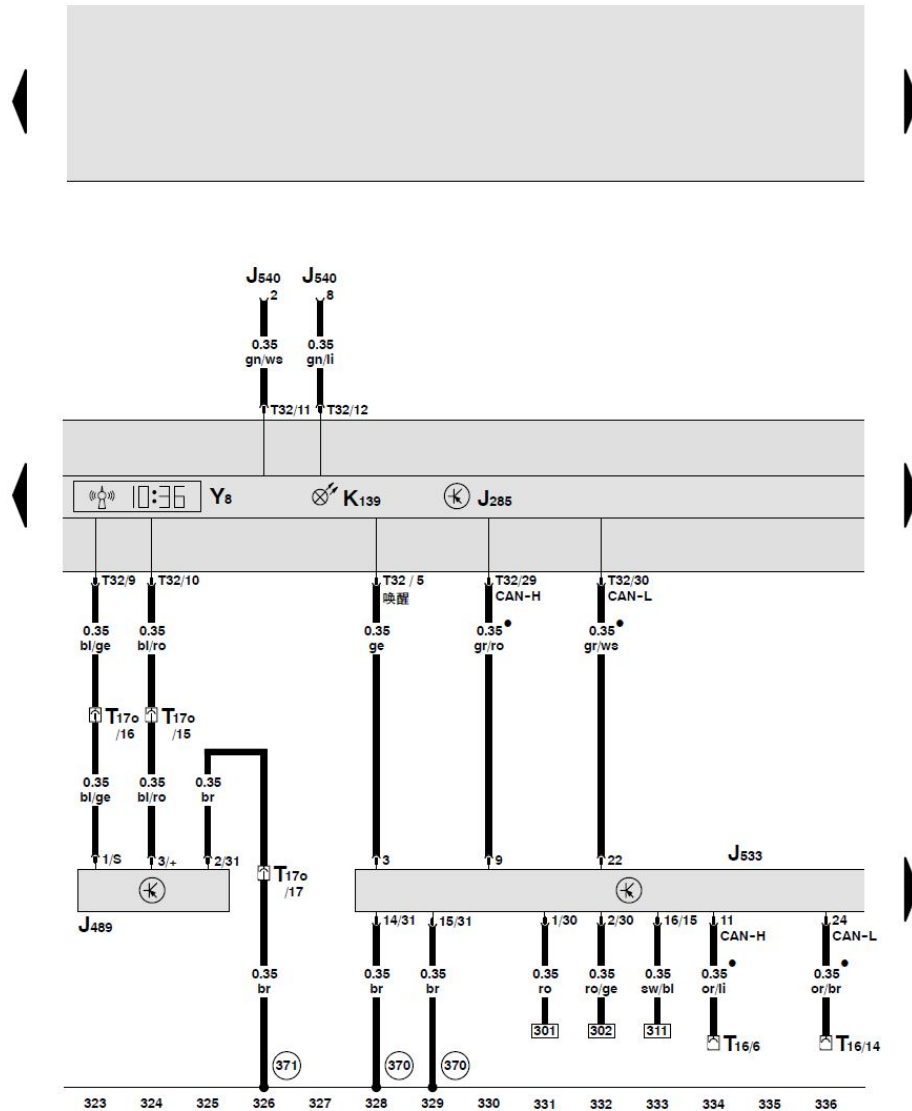 J540 J540
2 8
0.35 0.35
gn/ws gn/li
T32/11 T32/12
10:36 Y8 K139 J285
T32/9 T32/10 T32 / 5 T32/29 T32/30
唤醒 CAN-H CAN-L
0.35 0.35 0.35 0.35 0.35
bl/ge bl/ro ge gr/ro gr/ws
T17o T17o
/16 /15
0.35 0.35 0.35
bl/ge bl/ro br
J533
1/S 3/+ 2/31 3 9 22
T17o
/17
J489
14/31 15/31 1/30 2/30 16/15 11 24
CAN-H CAN-L
0.35 0.35 0.35 0.35 0.35 0.35 0.35 0.35
br br br ro ro/ge sw/bl or/li or/br
301 302 311
T16/6 T16/14
371 370 370
323 324 325 326 327 328 329 330 331 332 333 334 335 336